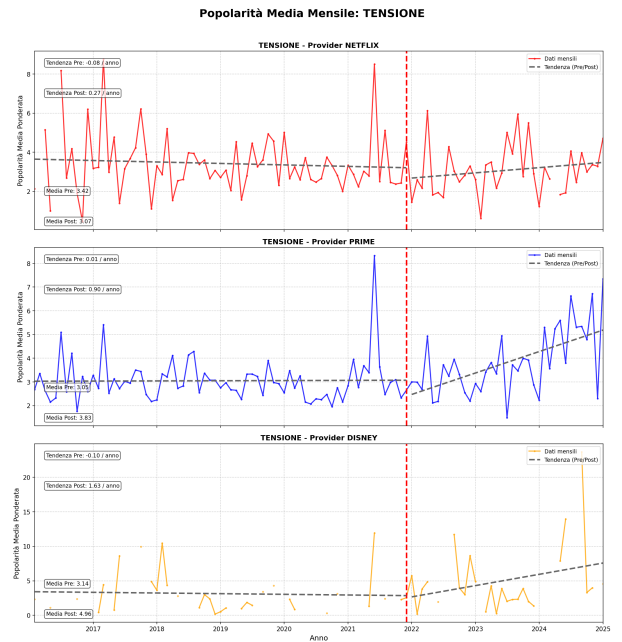 Popolarità Media Mensile: TENSIONE
TENSIONE - Provider NETFLIX
Tendenza Pre: -0.08 / anno
Tendenza Post: 0.27 / anno
Media Pre: 3.42
Media Post: 3.07
Dati mensili
Tendenza (Pre/Post)
Popolarità Media Ponderata
8
6
4
2
TENSIONE - Provider PRIME
Tendenza Pre: 0.01 / anno
Tendenza Post: 0.90 / anno
Media Pre: 3.05
Media Post: 3.83
Dati mensili
Tendenza (Pre/Post)
Popolarità Media Ponderata
8
7
6
5
4
3
2
TENSIONE - Provider DISNEY
Tendenza Pre: -0.10 / anno
Tendenza Post: 1.63 / anno
Media Pre: 3.14
Media Post: 4.96
Dati mensili
Tendenza (Pre/Post)
Popolarità Media Ponderata
20
15
10
5
0
2017 2018 2019 2020 2021 2022 2023 2024 2025
Anno